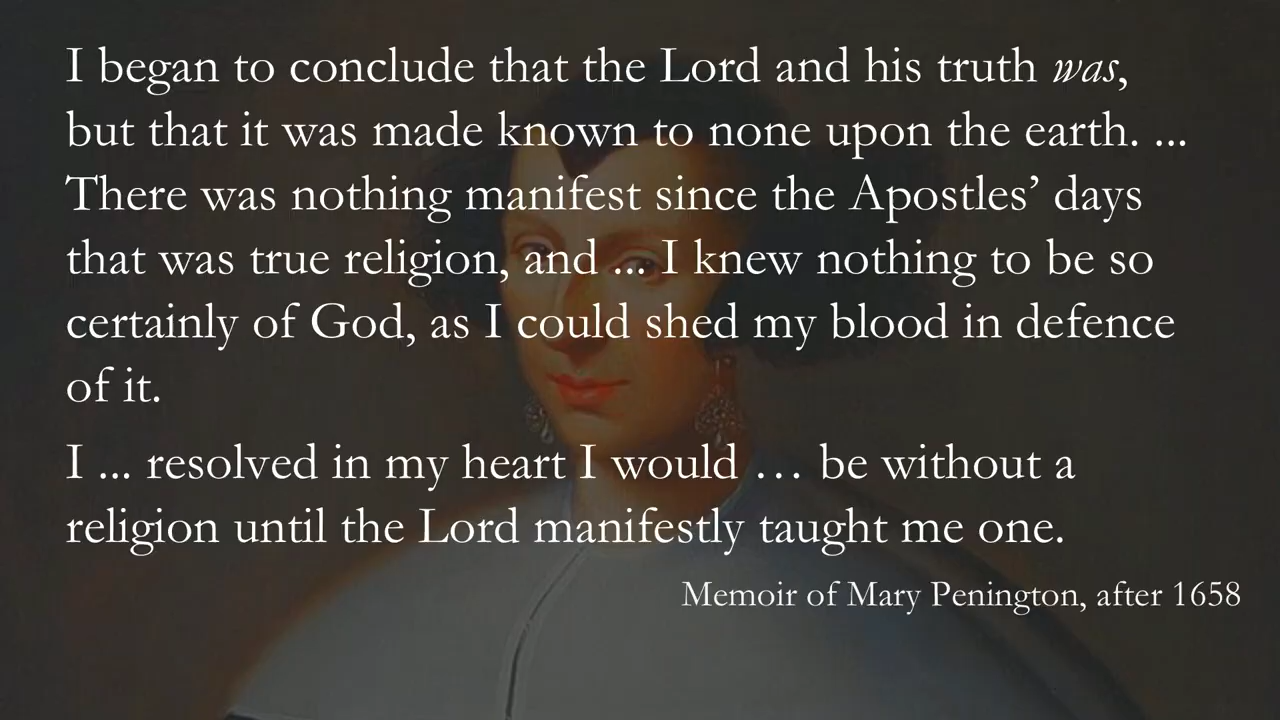 I began to conclude that the Lord and his truth was,
but that it was made known to none upon the earth. ...
There was nothing manifest since the Apostles’ days
that was true religion, and ... I knew nothing to be so
certainly of God, as I could shed my blood in defence
of it.
I ... resolved in my heart I would … be without a
religion until the Lord manifestly taught me one.
Memoir of Mary Penington, after 1658